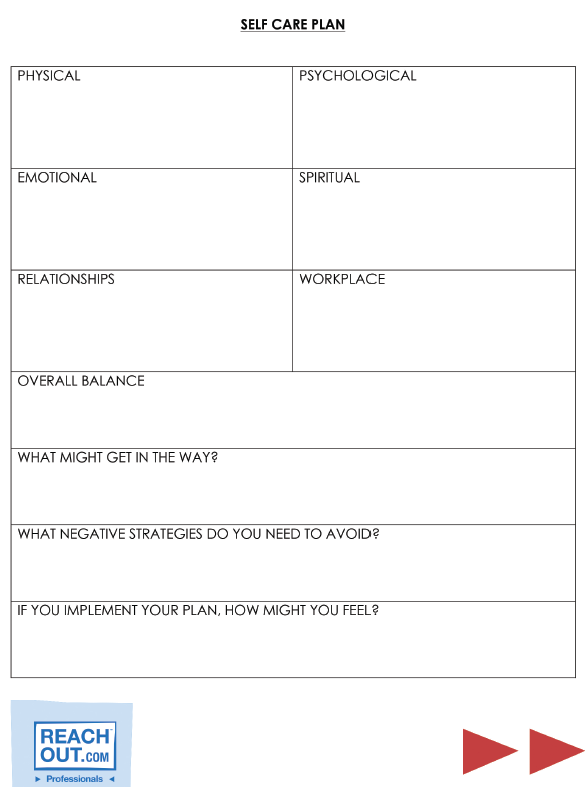 SELF CARE PLAN
PHYSICAL
PSYCHOLOGICAL
EMOTIONAL
SPIRITUAL
RELATIONSHIPS
WORKPLACE
OVERALL BALANCE
WHAT MIGHT GET IN THE WAY?
WHAT NEGATIVE STRATEGIES DO YOU NEED TO AVOID?
IF YOU IMPLEMENT YOUR PLAN, HOW MIGHT YOU FEEL?
REACH
OUT.COM
Professionals